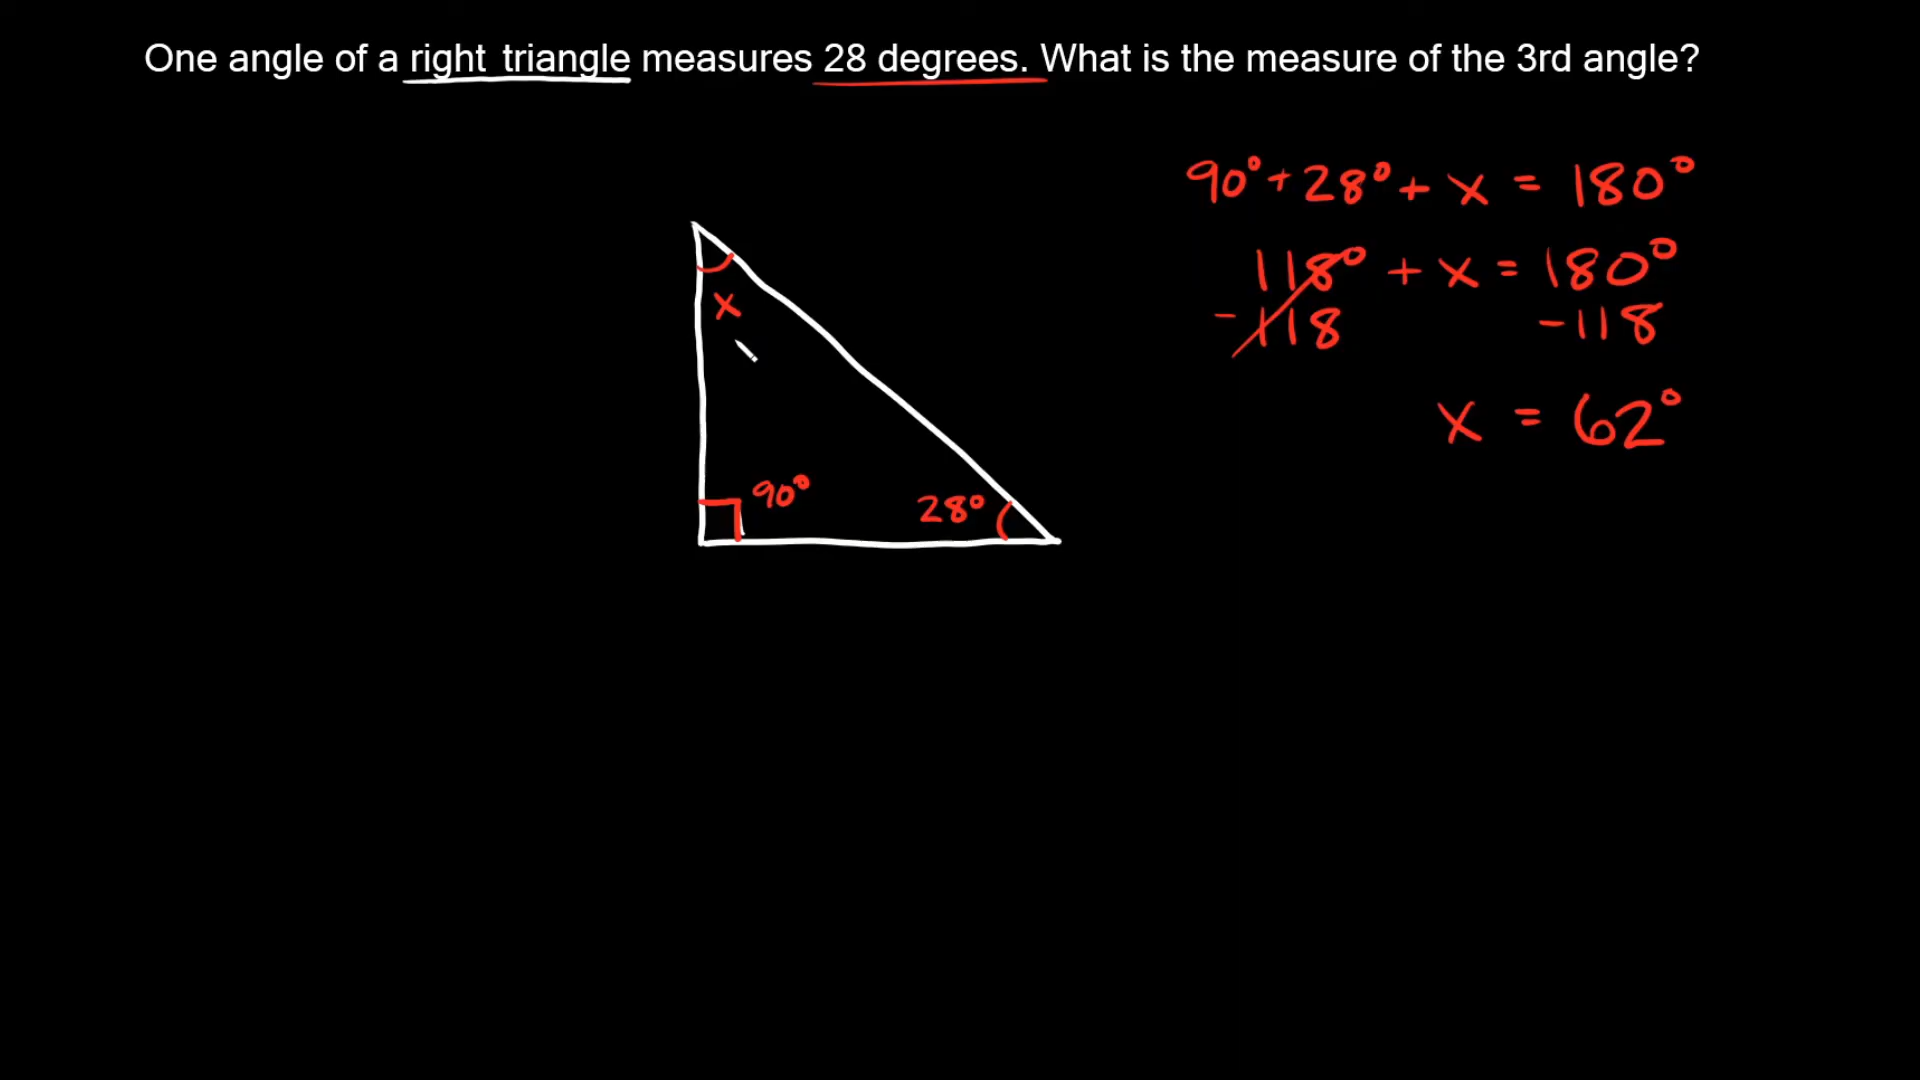 One angle of a right triangle measures 28 degrees. What is the measure of the 3rd angle?
90° + 28° + x = 180°
118° + x = 180°
- 118 -118
x = 62°
x
90°
28°